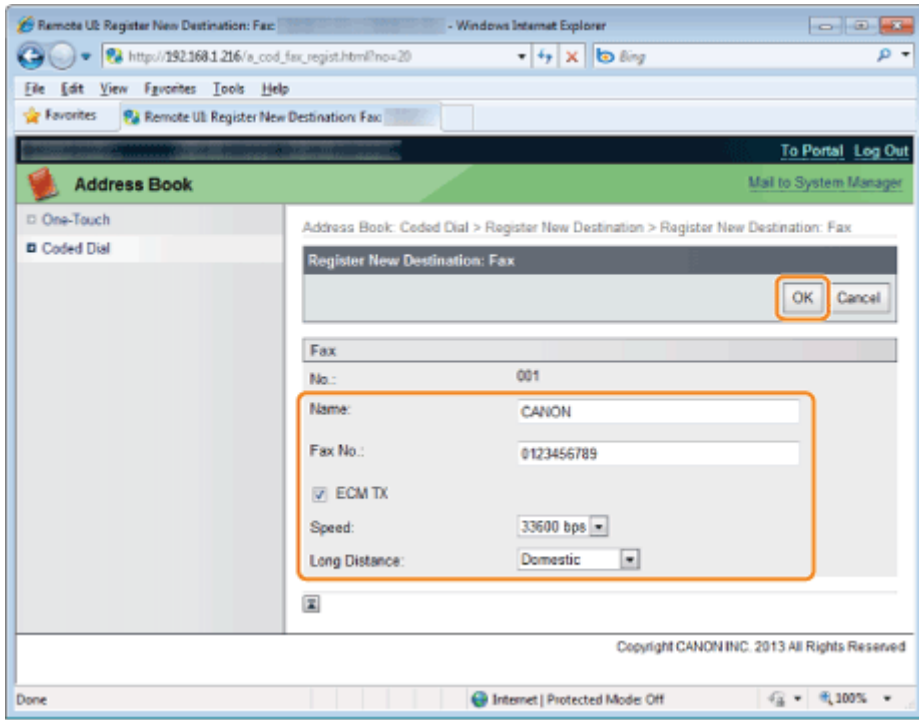 Remote UI: Register New Destination: Fax: - Windows Internet Explorer
http://192.168.1.216/a_cod_fax_regist.html?no=20
Bing
File Edit View Favorites Tools Help
Favorites Remote UI: Register New Destination: Fax:
To Portal Log Out
Address Book Mail to System Manager
One-Touch
Address Book: Coded Dial > Register New Destination > Register New Destination: Fax
Coded Dial
Register New Destination: Fax
OK Cancel
Fax
No.: 001
Name: CANON
Fax No.: 0123456789
ECM TX
Speed: 33600 bps
Long Distance: Domestic
Copyright CANON INC. 2013 All Rights Reserved
Done Internet | Protected Mode: Off 100%